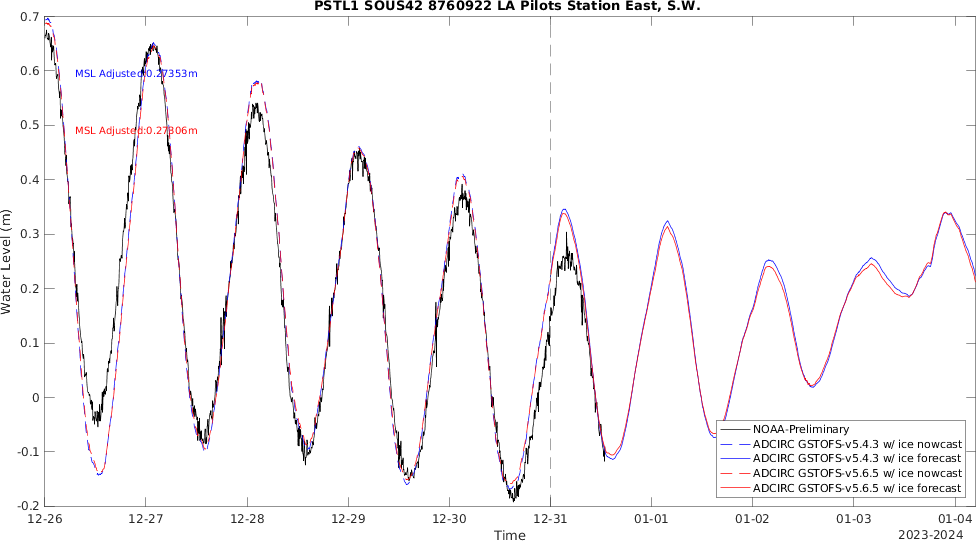 PSTL1 SOUS42 8760922 LA Pilots Station East, S.W.
0.7
0.6
0.5
0.4
0.3
0.2
0.1
0
-0.1
-0.2
Water Level (m)
MSL Adjusted:0.27353m
MSL Adjusted:0.27306m
NOAA-Preliminary
ADCIRC GSTOFS-v5.4.3 w/ ice nowcast
ADCIRC GSTOFS-v5.4.3 w/ ice forecast
ADCIRC GSTOFS-v5.6.5 w/ ice nowcast
ADCIRC GSTOFS-v5.6.5 w/ ice forecast
12-26 12-27 12-28 12-29 12-30 12-31 01-01 01-02 01-03 01-04
Time
2023-2024